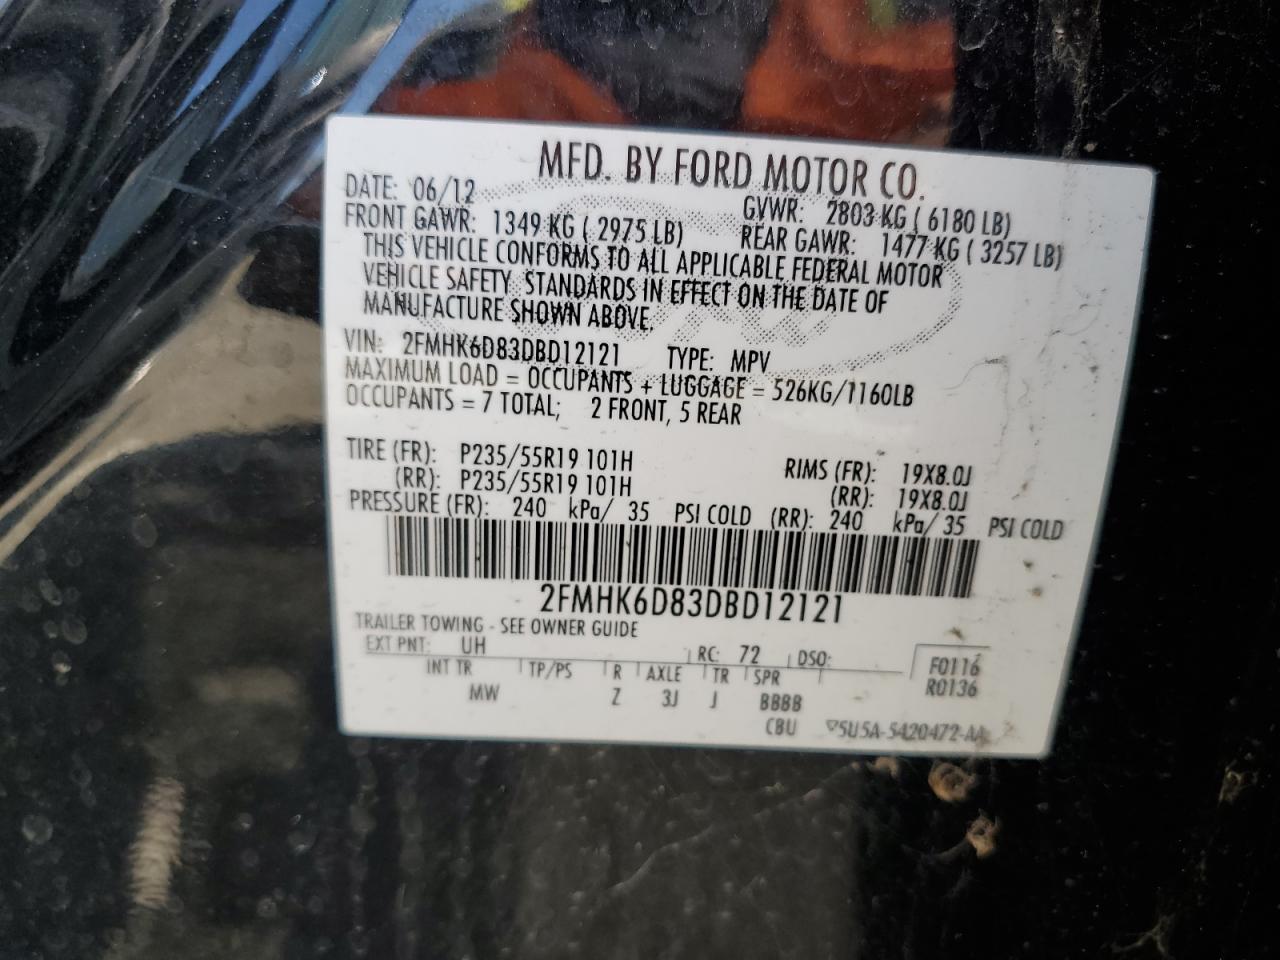 MFD. BY FORD MOTOR CO.
DATE: 06/12 GVWR: 2803 KG ( 6180 LB)
FRONT GAWR: 1349 KG ( 2975 LB) REAR GAWR: 1477 KG ( 3257 LB)
THIS VEHICLE CONFORMS TO ALL APPLICABLE FEDERAL MOTOR
VEHICLE SAFETY STANDARDS IN EFFECT ON THE DATE OF
MANUFACTURE SHOWN ABOVE.
VIN: 2FMHK6D83DBD12121 TYPE: MPV
MAXIMUM LOAD = OCCUPANTS + LUGGAGE = 526KG/1160LB
OCCUPANTS = 7 TOTAL; 2 FRONT, 5 REAR
TIRE (FR): P235/55R19 101H RIMS (FR): 19X8.0J
(RR): P235/55R19 101H (RR): 19X8.0J
PRESSURE (FR): 240 kPa/ 35 PSI COLD (RR): 240 kPa/ 35 PSI COLD
2FMHK6D83DBD12121
TRAILER TOWING - SEE OWNER GUIDE
EXT PNT: UH RC: 72 DSO: F0116
INT TR TP/PS R AXLE TR SPR R0136
MW Z 3J J BBBB
CBU 5U5A-5420472-AA